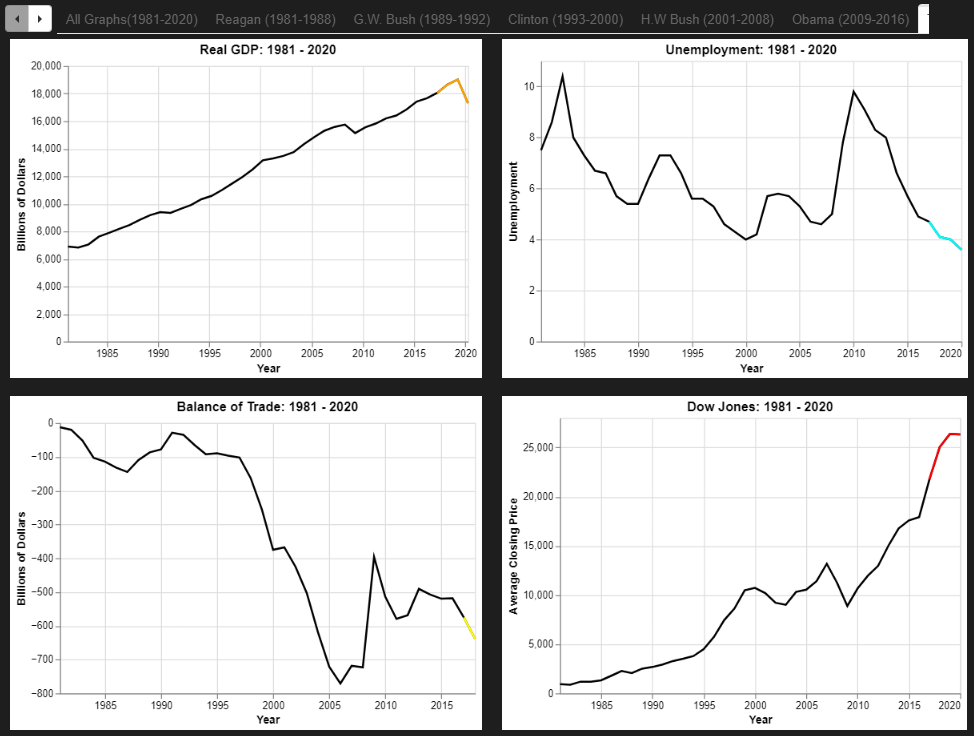 All Graphs(1981-2020) Reagan (1981-1988) G.W. Bush (1989-1992) Clinton (1993-2000) H.W Bush (2001-2008) Obama (2009-2016)
Real GDP: 1981 - 2020
20,000
18,000
16,000
14,000
12,000
10,000
8,000
6,000
4,000
2,000
0
Billions of Dollars
1985 1990 1995 2000 2005 2010 2015 2020
Year
Unemployment: 1981 - 2020
10
8
6
4
2
0
Unemployment
1985 1990 1995 2000 2005 2010 2015 2020
Year
Balance of Trade: 1981 - 2020
0
−100
−200
−300
−400
−500
−600
−700
−800
Billions of Dollars
1985 1990 1995 2000 2005 2010 2015
Year
Dow Jones: 1981 - 2020
25,000
20,000
15,000
10,000
5,000
0
Average Closing Price
1985 1990 1995 2000 2005 2010 2015 2020
Year